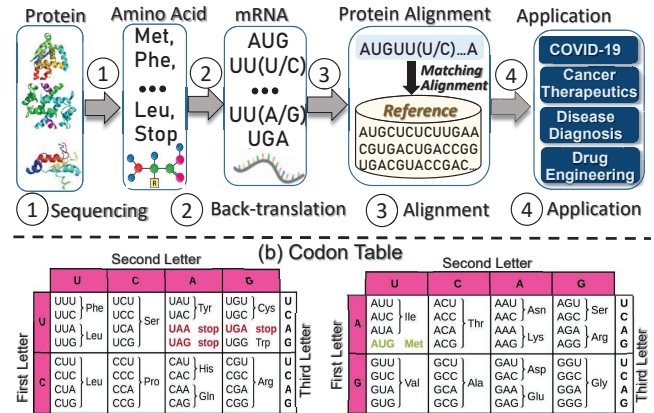 Protein
Amino Acid
mRNA
Protein Alignment
Application
Met,
Phe,
•••
Leu,
Stop
R
AUG
UU(U/C)
•••
UU(A/G)
UGA
AUGUU(U/C)...A
Matching
Alignment
Reference
AUGCUCUCUUGAA
CGUGACUGACCGG
UGACGUACCGAC...
COVID-19
Cancer
Therapeutics
Disease
Diagnosis
Drug
Engineering
1
2
3
4
1 Sequencing
2 Back-translation
3 Alignment
4 Application
(b) Codon Table
Second Letter
U C A G
First Letter
Third Letter
U
UUU UCU UAU UGU U
UUC Phe UCC Ser UAC Tyr UGC Cys C
UUA Leu UCA UAA stop UGA stop A
UUG UCG UAG stop UGG Trp G
C
CUU CCU CAU CGU U
CUC Leu CCC Pro CAC His CGC Arg C
CUA CCA CAA Gln CGA A
CUG CCG CAG CGG G
Second Letter
U C A G
First Letter
Third Letter
A
AUU ACU AAU AGU U
AUC Ile ACC Thr AAC Asn AGC Ser C
AUA ACA AAA Lys AGA Arg A
AUG Met ACG AAG AGG G
G
GUU GCU GAU GGU U
GUC Val GCC Ala GAC Asp GGC Gly C
GUA GCA GAA Glu GGA A
GUG GCG GAG GGG G